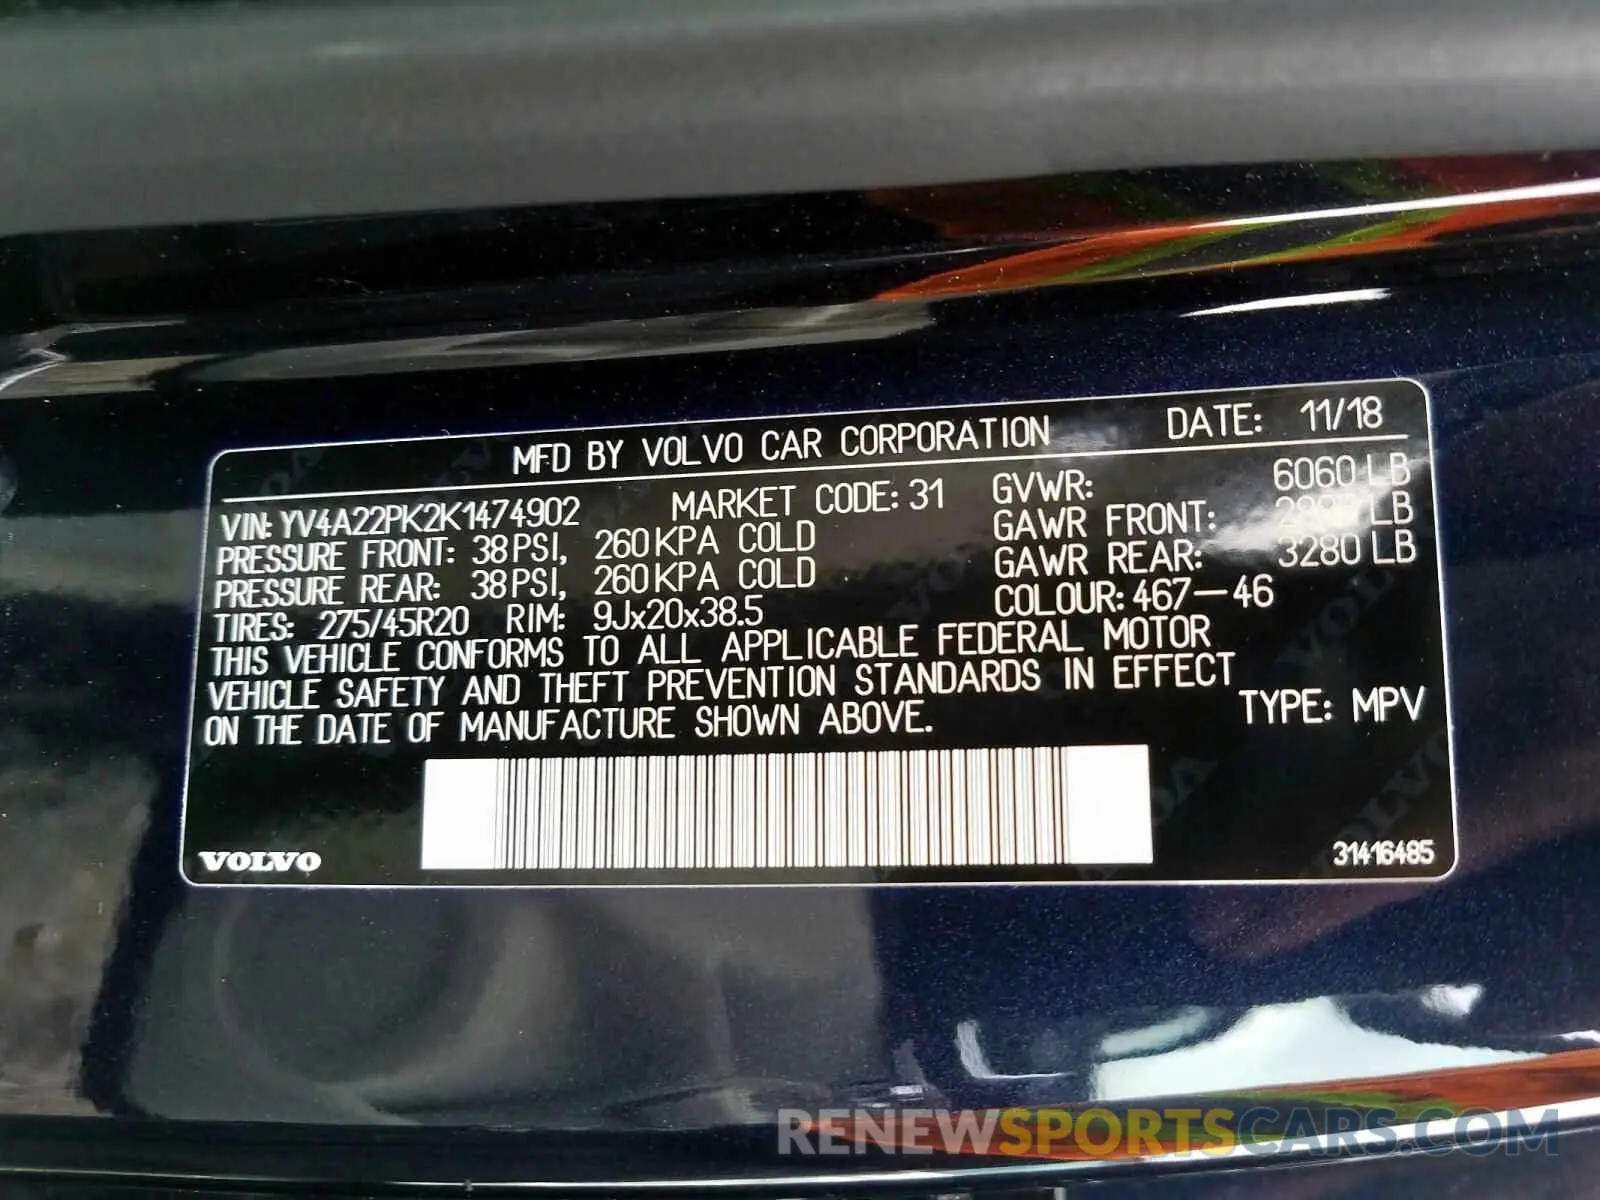 MFD BY VOLVO CAR CORPORATION DATE: 11/18
VIN: YV4A22PK2K1474902 MARKET CODE: 31 GVWR: 6060 LB
PRESSURE FRONT: 38 PSI, 260 KPA COLD GAWR FRONT: LB
PRESSURE REAR: 38 PSI, 260 KPA COLD GAWR REAR: 3280 LB
TIRES: 275/45R20 RIM: 9Jx20x38.5 COLOUR: 467-46
THIS VEHICLE CONFORMS TO ALL APPLICABLE FEDERAL MOTOR
VEHICLE SAFETY AND THEFT PREVENTION STANDARDS IN EFFECT
ON THE DATE OF MANUFACTURE SHOWN ABOVE. TYPE: MPV
VOLVO 31416485
RENEWSPORTSCARS.COM